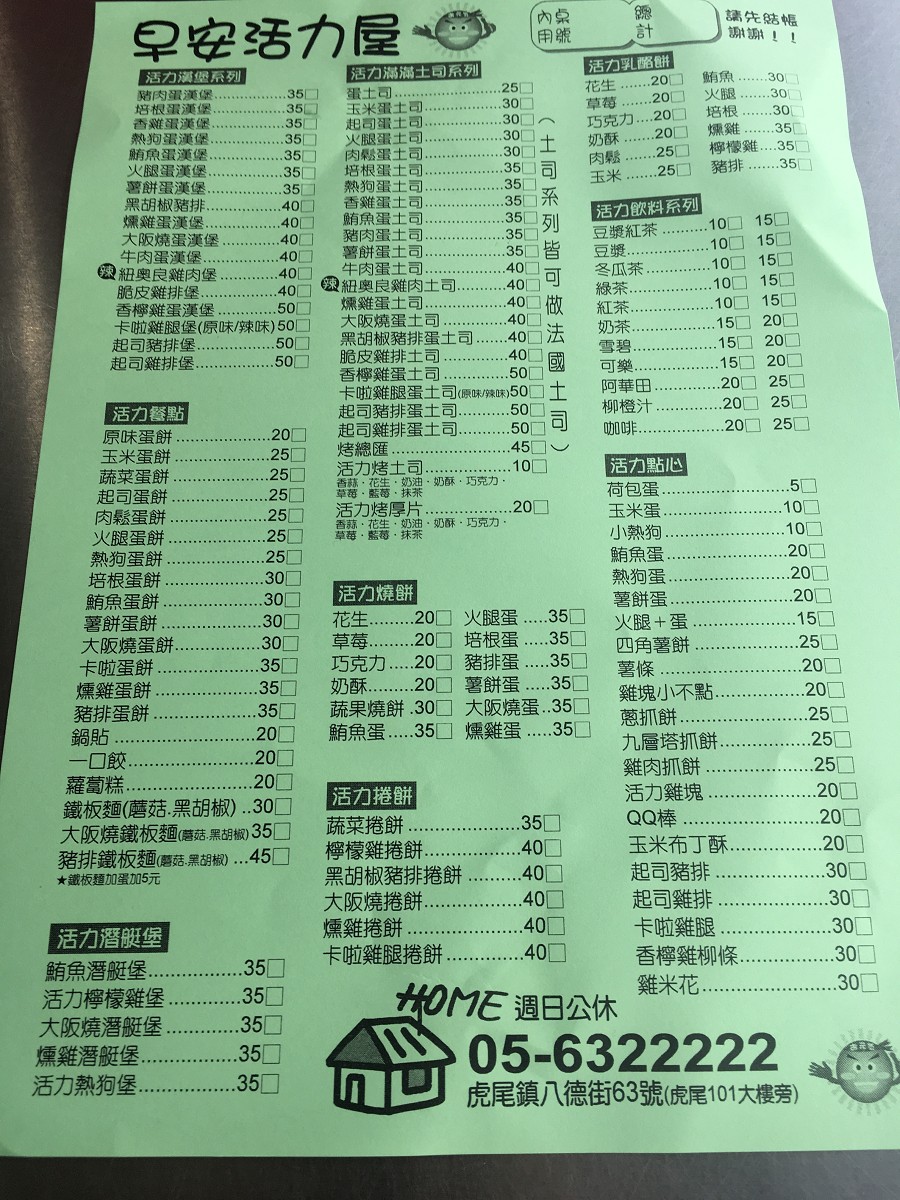 早安活力屋
內用
桌號
總計
請先結帳
謝謝！！
活力漢堡系列
豬肉蛋漢堡..............35□
培根蛋漢堡..............35□
香雞蛋漢堡..............35□
熱狗蛋漢堡..............35□
鮪魚蛋漢堡..............35□
火腿蛋漢堡..............35□
薯餅蛋漢堡..............35□
黑胡椒豬排..............40□
燻雞蛋漢堡..............40□
大阪燒蛋漢堡..........40□
牛肉蛋漢堡..............40□
辣 紐奧良雞肉堡..........40□
脆皮雞排堡..............40□
香檸雞蛋漢堡..........50□
卡啦雞腿堡(原味/辣味)50□
起司豬排堡..............50□
起司雞排堡..............50□
活力餐點
原味蛋餅..................20□
玉米蛋餅..................25□
蔬菜蛋餅..................25□
起司蛋餅..................25□
肉鬆蛋餅..................25□
火腿蛋餅..................25□
熱狗蛋餅..................25□
培根蛋餅..................30□
鮪魚蛋餅..................30□
薯餅蛋餅..................30□
大阪燒蛋餅..............30□
卡啦蛋餅..................35□
燻雞蛋餅..................35□
豬排蛋餅..................35□
鍋貼..........................20□
一口餃......................20□
蘿蔔糕......................20□
鐵板麵(蘑菇.黑胡椒)..30□
大阪燒鐵板麵(蘑菇.黑胡椒)35□
豬排鐵板麵(蘑菇.黑胡椒)...45□
★鐵板麵加蛋加5元
活力潛艇堡
鮪魚潛艇堡..............35□
活力檸檬雞堡..........35□
大阪燒潛艇堡..........35□
燻雞潛艇堡..............35□
活力熱狗堡..............35□
活力滿滿土司系列
蛋土司......................25□
玉米蛋土司..............30□
起司蛋土司..............30□
火腿蛋土司..............30□
肉鬆蛋土司..............30□
培根蛋土司..............35□
熱狗蛋土司..............35□
香雞蛋土司..............35□
鮪魚蛋土司..............35□
豬肉蛋土司..............35□
薯餅蛋土司..............35□
牛肉蛋土司..............40□
辣 紐奧良雞肉土司......40□
燻雞蛋土司..............40□
大阪燒蛋土司..........40□
黑胡椒豬排蛋土司......40□
脆皮雞排土司..........40□
香檸雞蛋土司..........50□
卡啦雞腿蛋土司(原味/辣味)50□
起司豬排蛋土司......50□
起司雞排蛋土司......50□
烤總匯......................45□
活力烤土司..............10□
香蒜．花生．奶油．奶酥．巧克力．
草莓．藍莓．抹茶
活力烤厚片..............20□
香蒜．花生．奶油．奶酥．巧克力．
草莓．藍莓．抹茶
（土司系列皆可做法國土司）
活力燒餅
花生.........20□ 火腿蛋.....35□
草莓.........20□ 培根蛋.....35□
巧克力.....20□ 豬排蛋.....35□
奶酥.........20□ 薯餅蛋.....35□
蔬果燒餅.30□ 大阪燒蛋..35□
鮪魚蛋.....35□ 燻雞蛋.....35□
活力捲餅
蔬菜捲餅..................35□
檸檬雞捲餅..............40□
黑胡椒豬排捲餅......40□
大阪燒捲餅..............40□
燻雞捲餅..................40□
卡啦雞腿捲餅..........40□
活力乳酪餅
花生.......20□ 鮪魚.......30□
草莓.......20□ 火腿.......30□
巧克力....20□ 培根.......30□
奶酥.......20□ 燻雞.......35□
肉鬆.......25□ 檸檬雞....35□
玉米.......25□ 豬排.......35□
活力飲料系列
豆漿紅茶..........10□ 15□
豆漿..................10□ 15□
冬瓜茶..............10□ 15□
綠茶..................10□ 15□
紅茶..................10□ 15□
奶茶..................15□ 20□
雪碧..................15□ 20□
可樂..................15□ 20□
阿華田..............20□ 25□
柳橙汁..............20□ 25□
咖啡..................20□ 25□
活力點心
荷包蛋......................5□
玉米蛋......................10□
小熱狗......................10□
鮪魚蛋......................20□
熱狗蛋......................20□
薯餅蛋......................20□
火腿＋蛋..................15□
四角薯餅..................25□
薯條..........................20□
雞塊小不點..............20□
蔥抓餅......................25□
九層塔抓餅..............25□
雞肉抓餅..................25□
活力雞塊..................20□
QQ棒........................20□
玉米布丁酥..............20□
起司豬排..................30□
起司雞排..................30□
卡啦雞腿..................30□
香檸雞柳條..............30□
雞米花......................30□
HOME 週日公休
05-6322222
虎尾鎮八德街63號(虎尾101大樓旁)